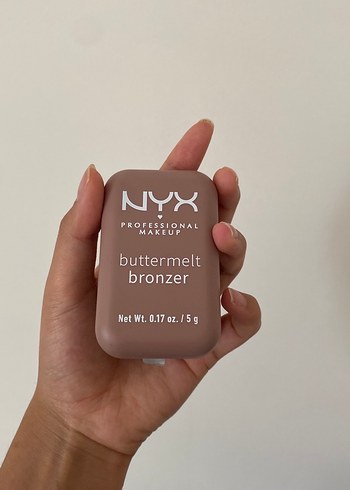 NYX
PROFESSIONAL
MAKEUP
buttermelt
bronzer
Net Wt. 0.17 oz. / 5 g